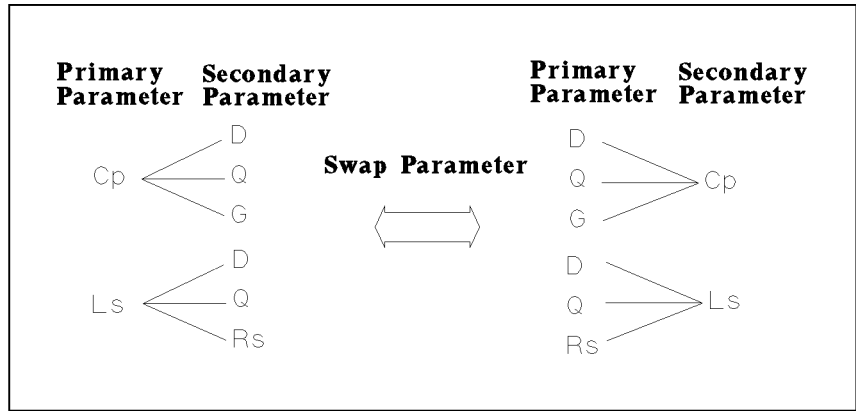 Primary Parameter
Secondary Parameter
D
Cp
Q
G
D
Ls
Q
Rs
Swap Parameter
Primary Parameter
Secondary Parameter
D
Q
Cp
G
D
Q
Ls
Rs